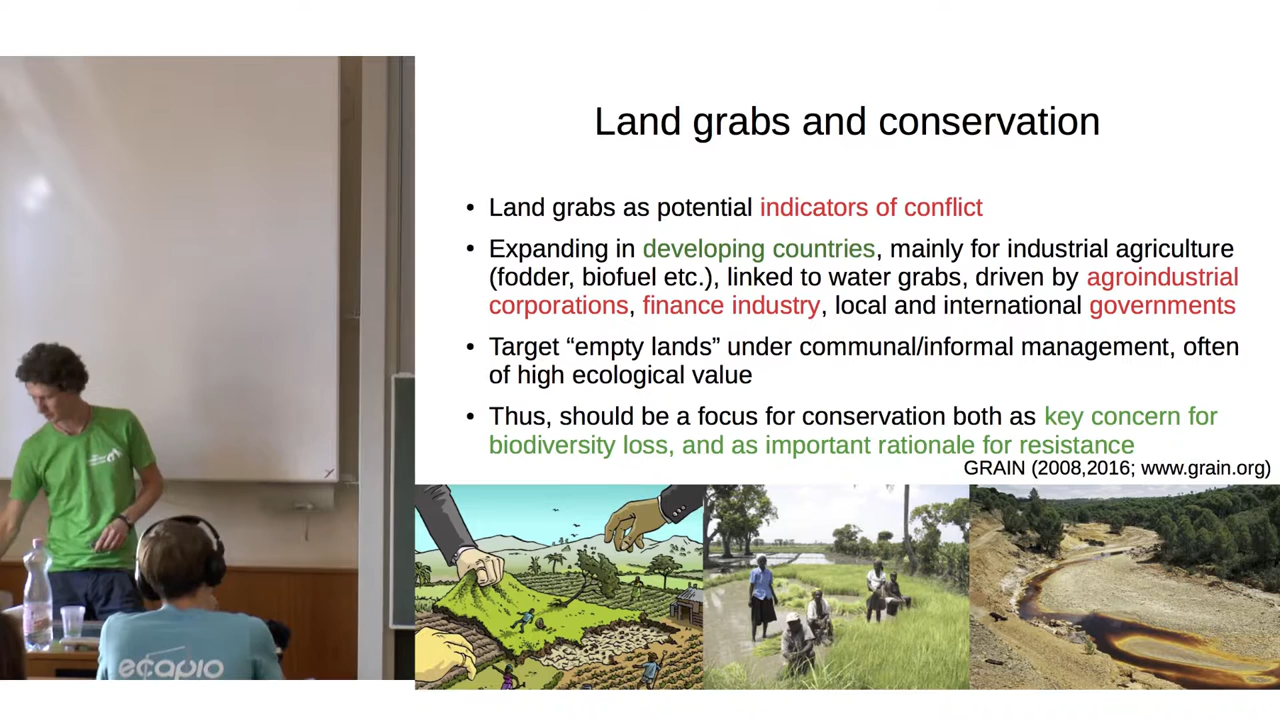 Land grabs and conservation
• Land grabs as potential indicators of conflict
• Expanding in developing countries, mainly for industrial agriculture
(fodder, biofuel etc.), linked to water grabs, driven by agroindustrial
corporations, finance industry, local and international governments
• Target “empty lands” under communal/informal management, often
of high ecological value
• Thus, should be a focus for conservation both as key concern for
biodiversity loss, and as important rationale for resistance
GRAIN (2008,2016; www.grain.org)